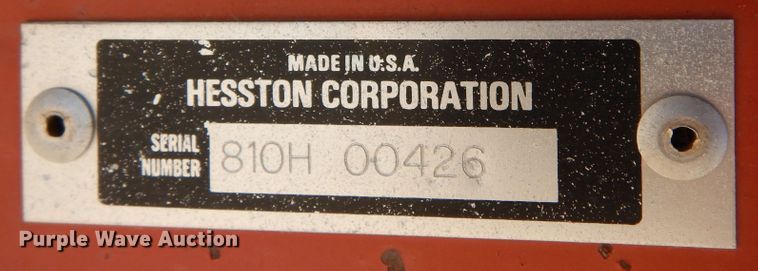 MADE IN U.S.A.
HESSTON CORPORATION
SERIAL
NUMBER
810H 00426
Purple Wave Auction